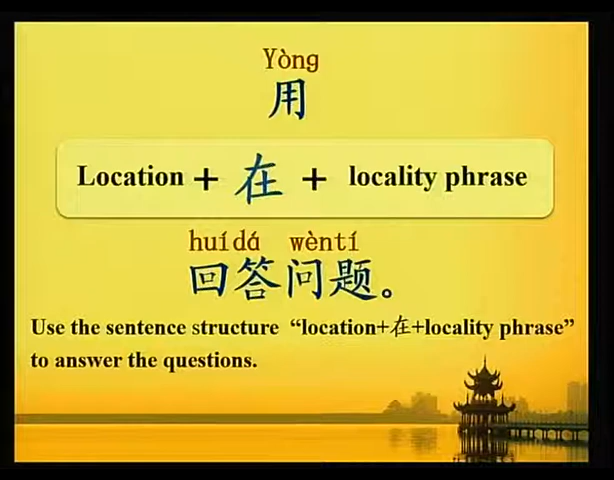 Yòng
用
Location + 在 + locality phrase
huídá wèntí
回答问题。
Use the sentence structure “location+在+locality phrase”
to answer the questions.